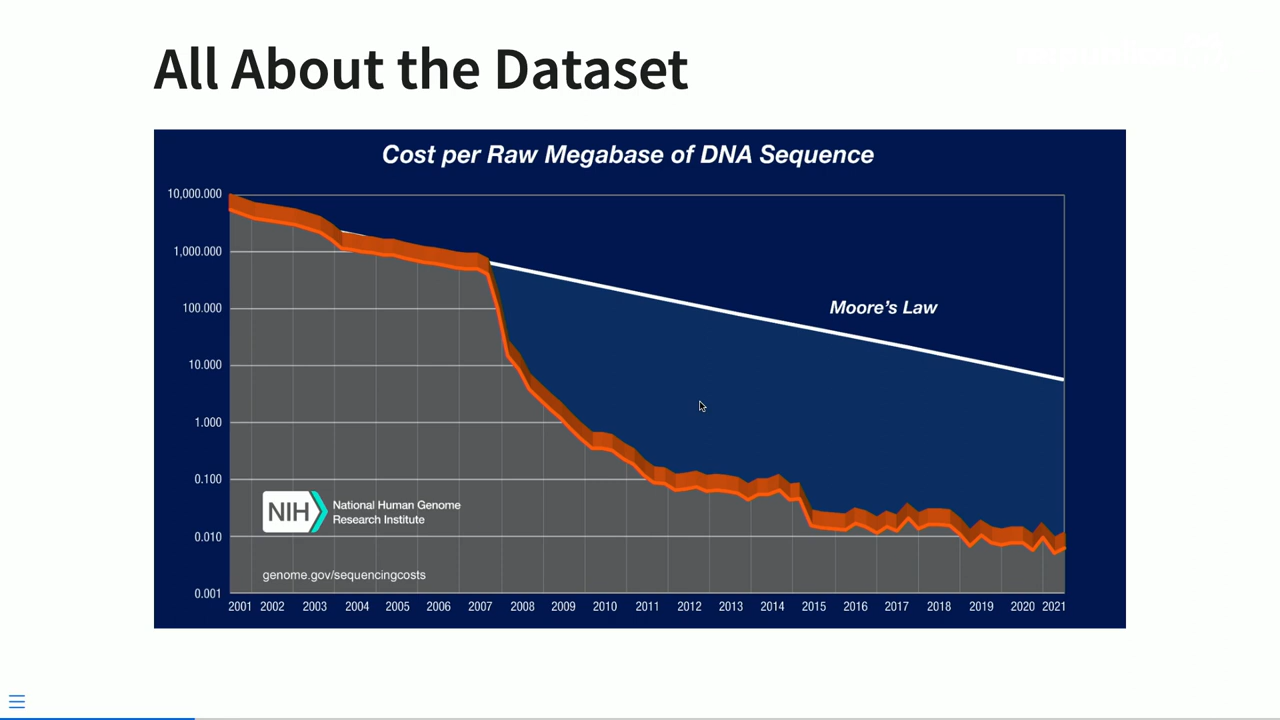 All About the Dataset
Cost per Raw Megabase of DNA Sequence
10,000.000
1,000.000
100.000
10.000
1.000
0.100
0.010
0.001
Moore's Law
NIH
National Human Genome
Research Institute
genome.gov/sequencingcosts
2001 2002 2003 2004 2005 2006 2007 2008 2009 2010 2011 2012 2013 2014 2015 2016 2017 2018 2019 2020 2021